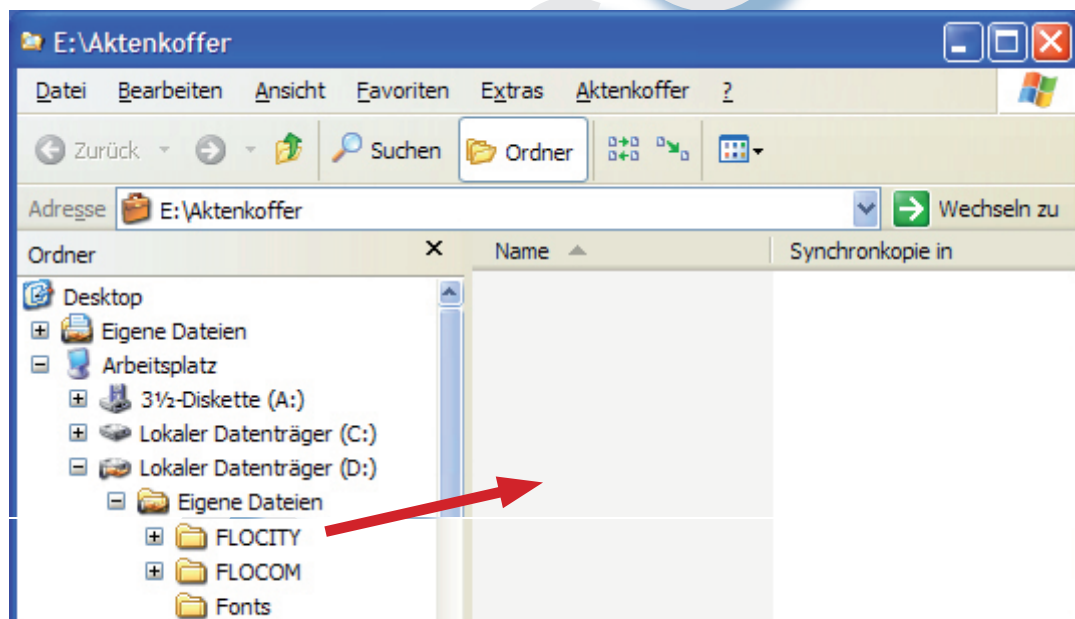 E:\Aktenkoffer
Datei Bearbeiten Ansicht Favoriten Extras Aktenkoffer ?
Zurück Suchen Ordner
Adresse E:\Aktenkoffer Wechseln zu
Ordner Name Synchronkopie in
Desktop
Eigene Dateien
Arbeitsplatz
3½-Diskette (A:)
Lokaler Datenträger (C:)
Lokaler Datenträger (D:)
Eigene Dateien
FLOCITY
FLOCOM
Fonts